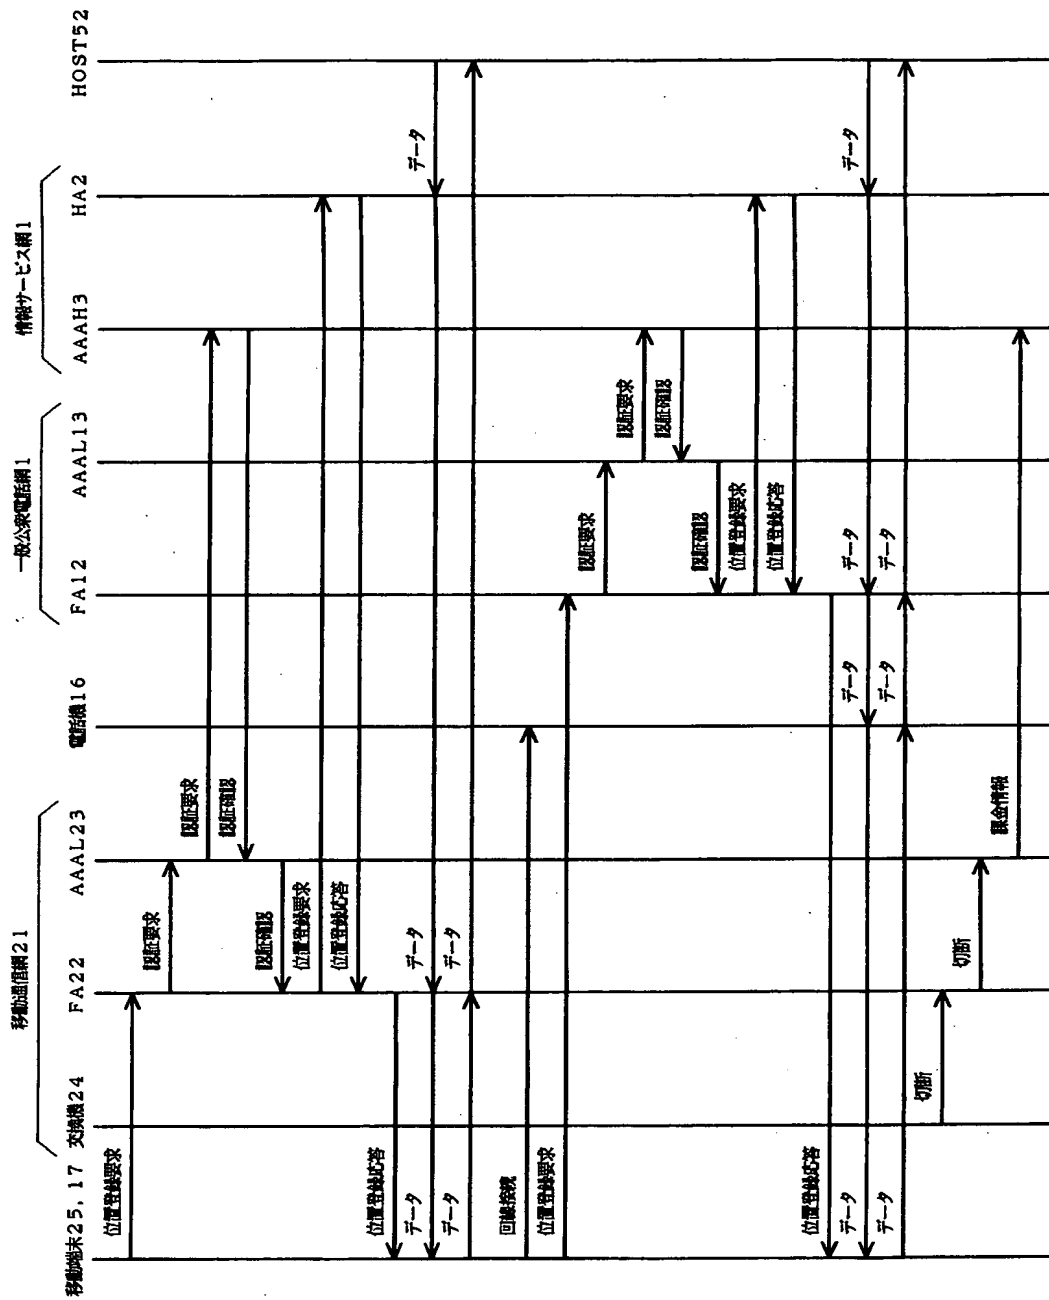 移動通信網21
一般公衆電話網1
情報サービス網1
移動端末25,17
交換機24
FA22
AAAL23
電話機16
FA12
AAAL13
AAAH3
HA2
HOST52
位置登録要求
認証要求
認証要求
認証確認
認証確認
位置登録要求
位置登録応答
位置登録応答
データ
データ
データ
データ
データ
回線接続
位置登録要求
認証要求
認証要求
認証確認
認証確認
位置登録要求
位置登録応答
位置登録応答
データ
データ
データ
データ
データ
データ
データ
切断
切断
課金情報